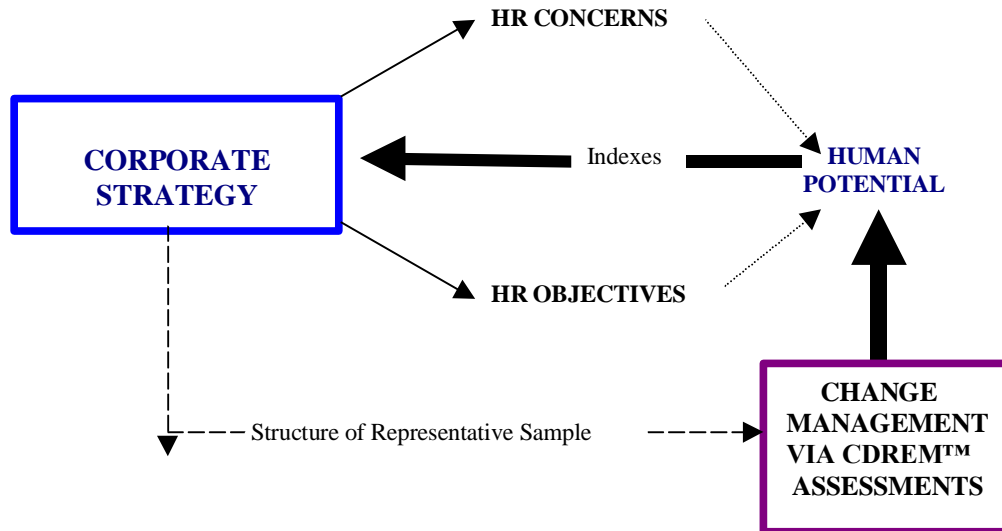 HR CONCERNS
CORPORATE
STRATEGY
Indexes
HUMAN
POTENTIAL
HR OBJECTIVES
Structure of Representative Sample
CHANGE
MANAGEMENT
VIA CDREM™
ASSESSMENTS